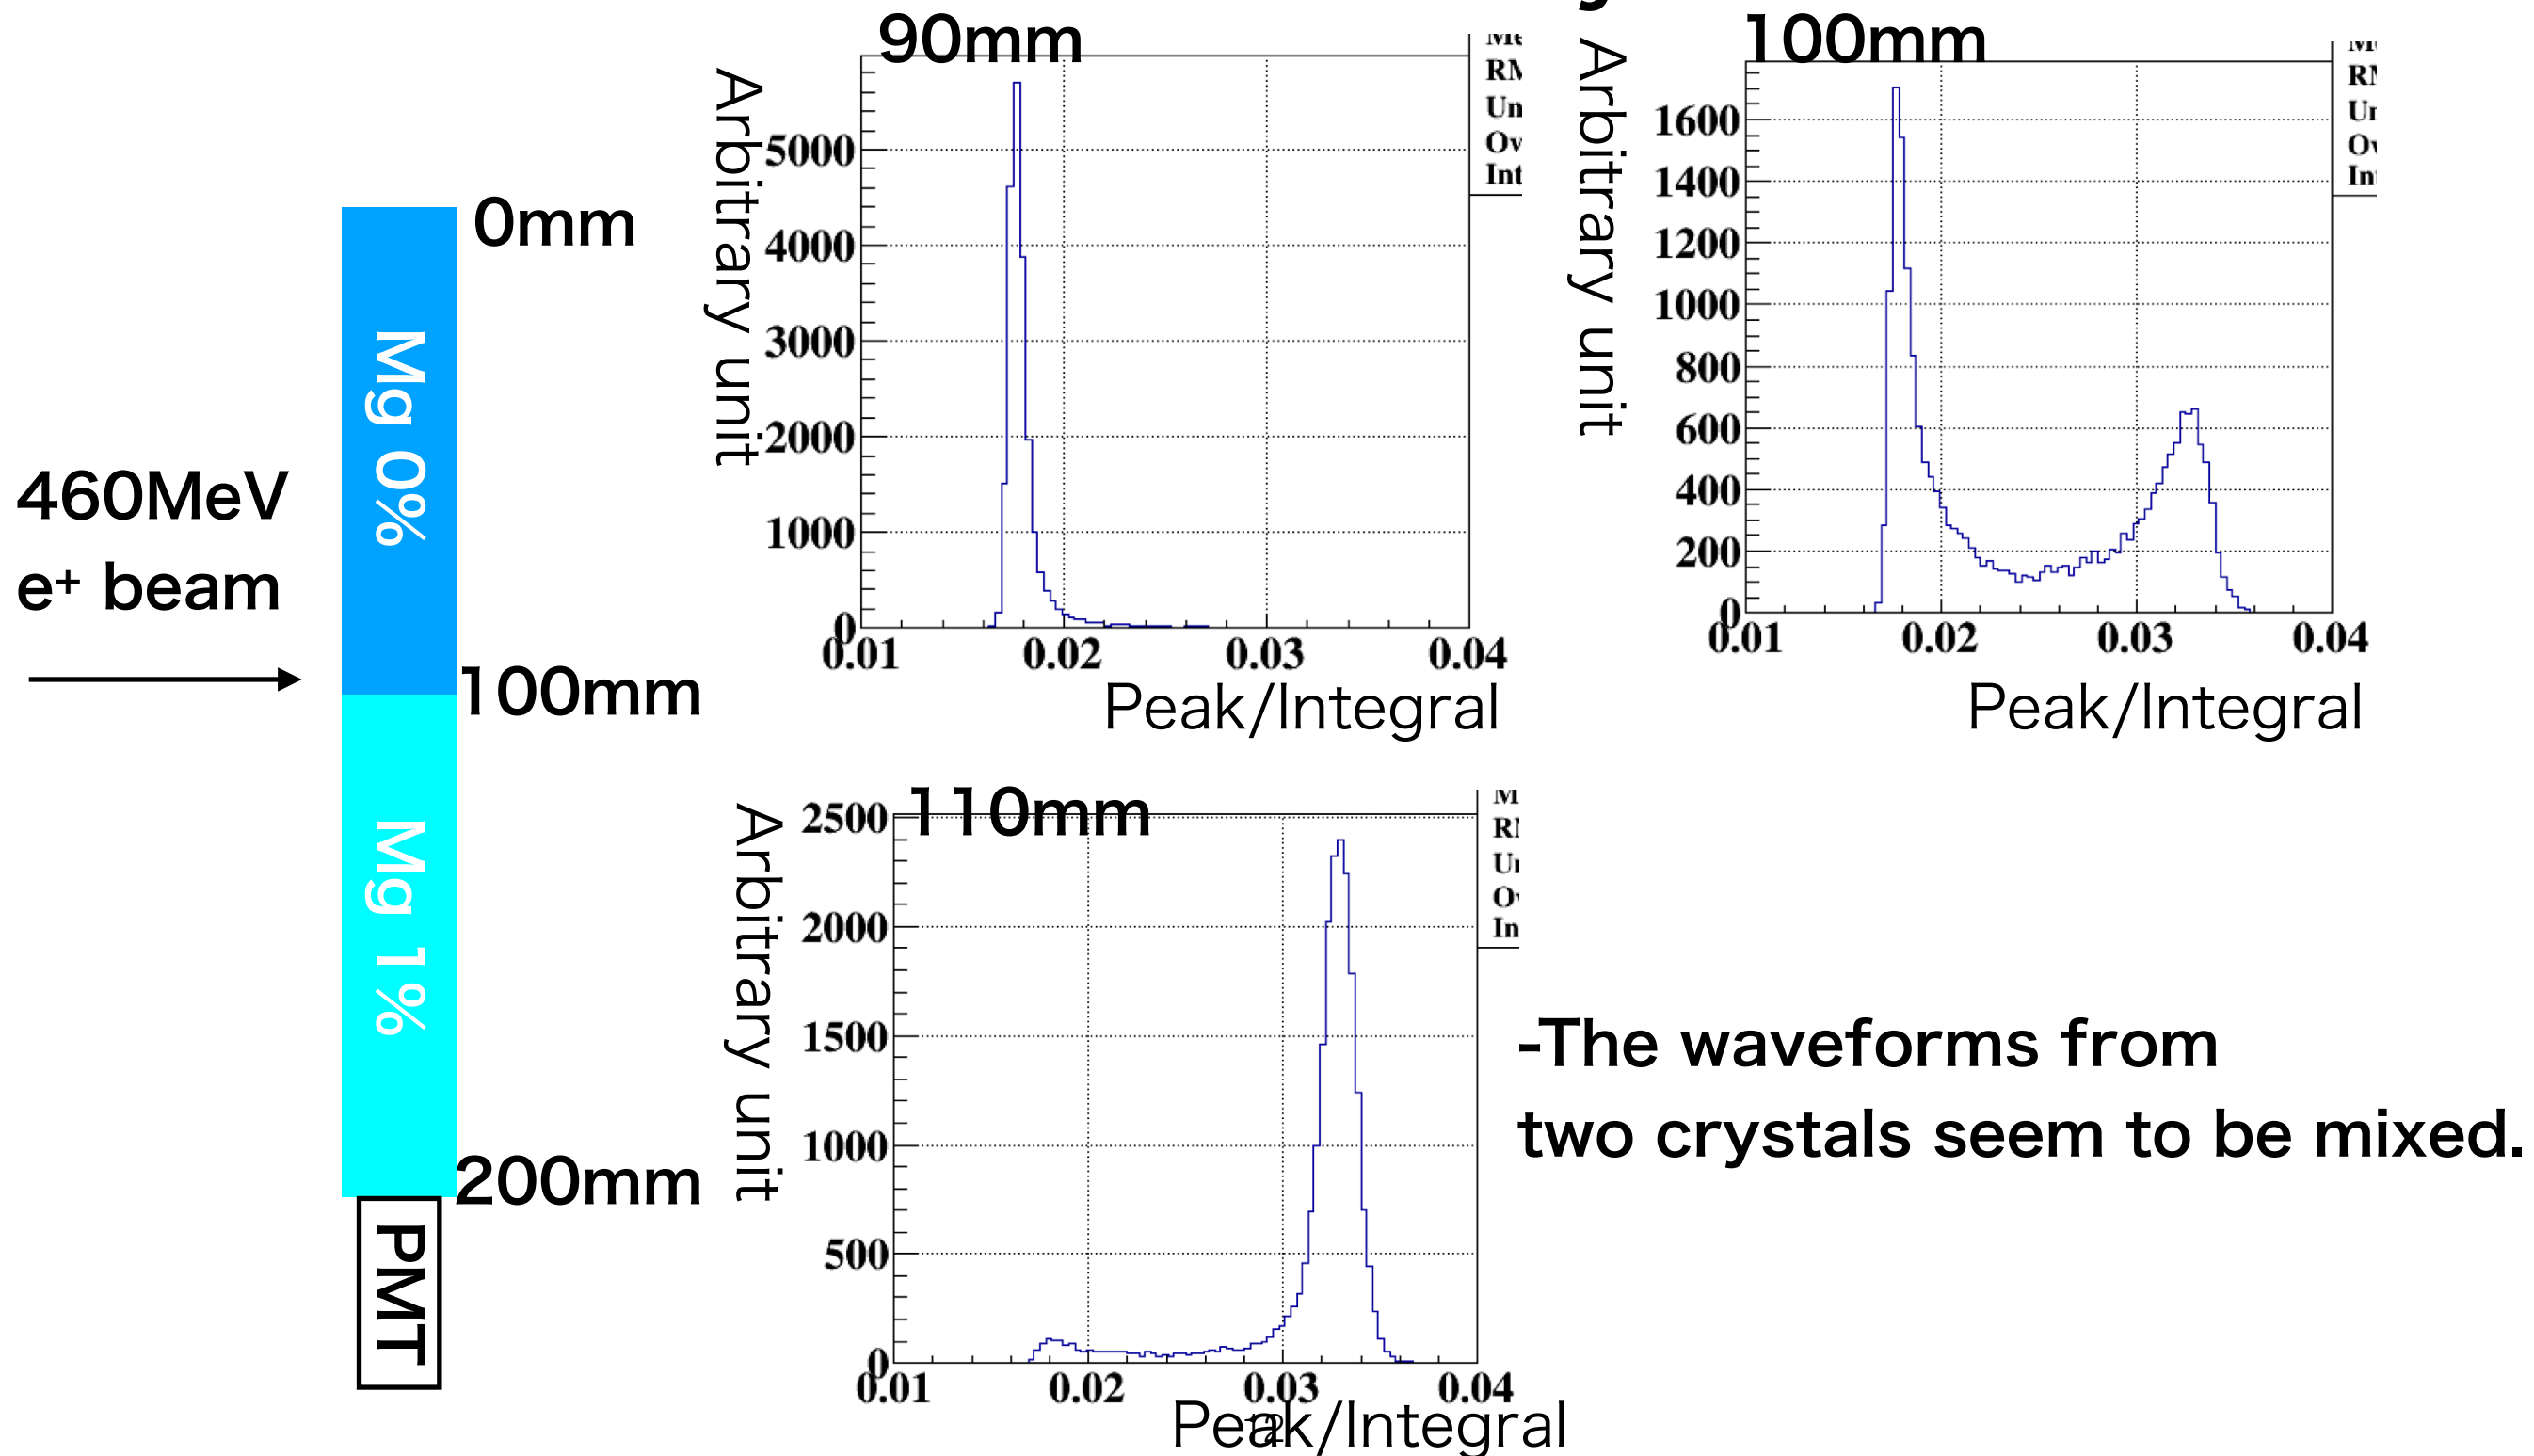 460MeV
e+ beam
0mm
Mg 0%
100mm
Mg 1%
200mm
PMT
90mm
Arbitrary unit
5000
4000
3000
2000
1000
0
0.01 0.02 0.03 0.04
Peak/Integral
RM
Un
Ov
Int
100mm
Arbitrary unit
1600
1400
1200
1000
800
600
400
200
0
0.01 0.02 0.03 0.04
Peak/Integral
110mm
Arbitrary unit
2500
2000
1500
1000
500
0
0.01 0.02 0.03 0.04
Peak/Integral
-The waveforms from
two crystals seem to be mixed.